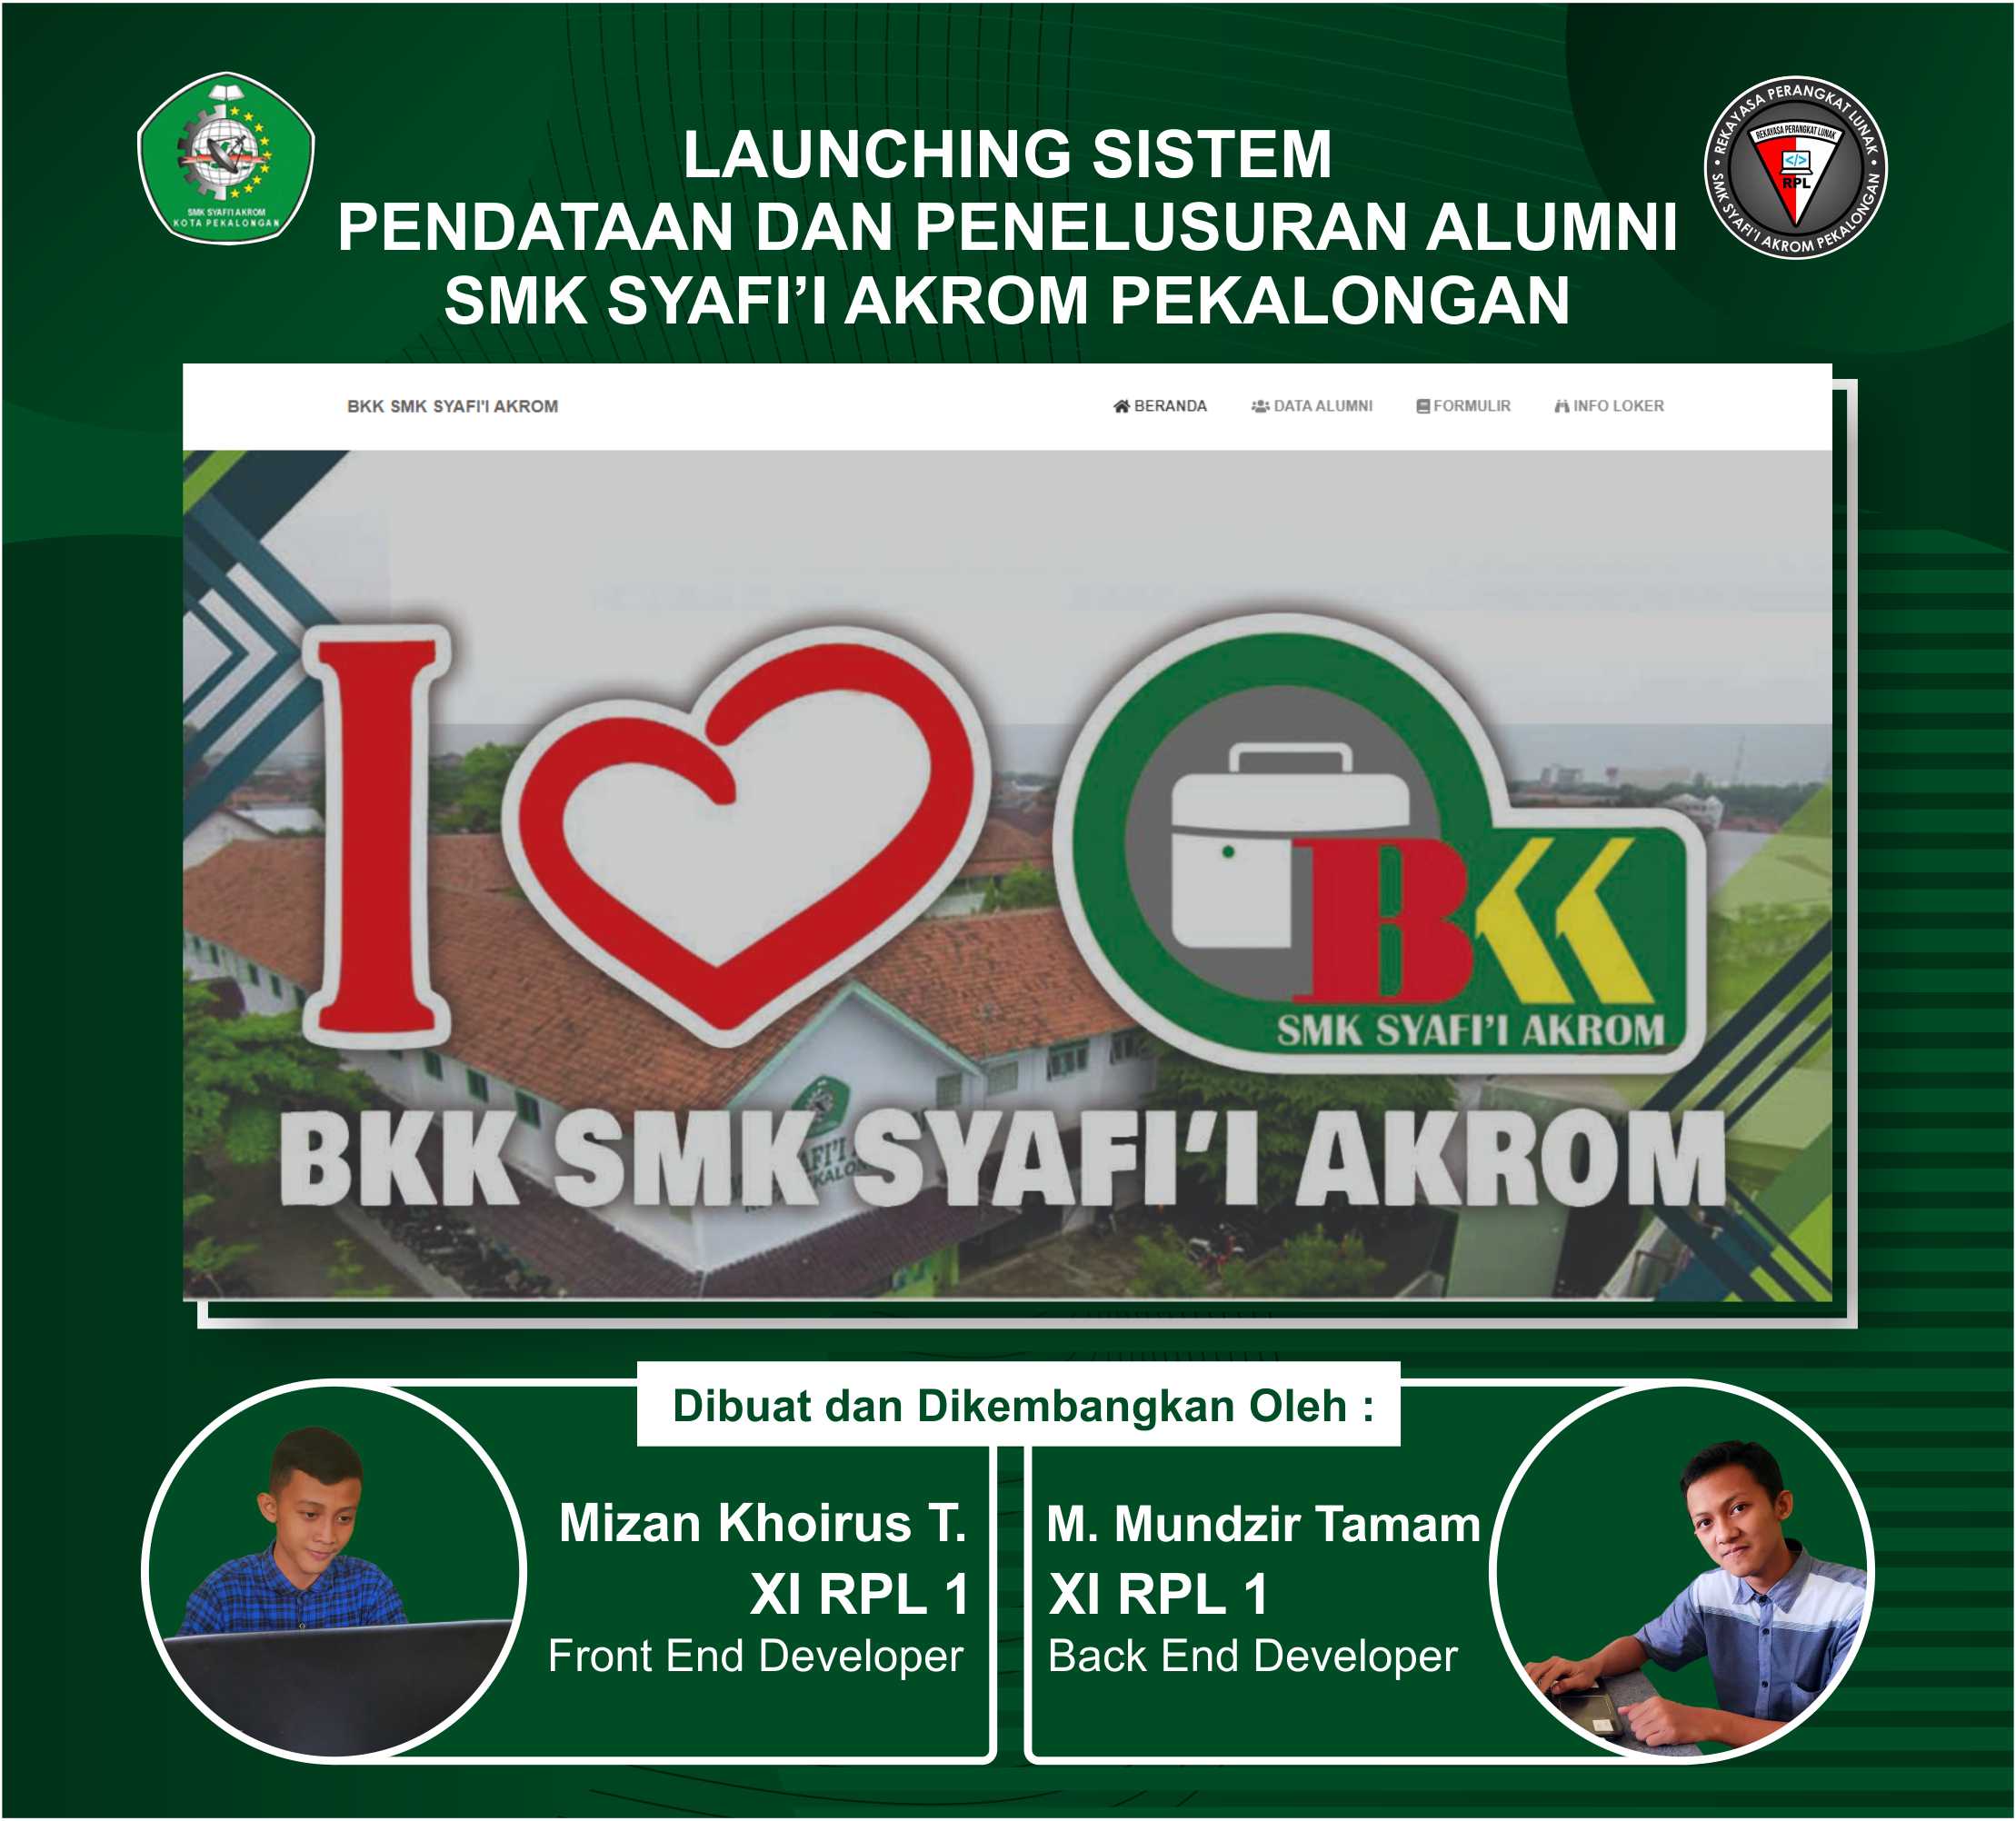 SMK SYAFI'I AKROM
KOTA PEKALONGAN
LAUNCHING SISTEM
PENDATAAN DAN PENELUSURAN ALUMNI
SMK SYAFI’I AKROM PEKALONGAN
REKAYASA PERANGKAT LUNAK
REKAYASA PERANGKAT LUNAK
</>
RPL
SMK SYAFI'I AKROM PEKALONGAN
BKK SMK SYAFI'I AKROM
BERANDA
DATA ALUMNI
FORMULIR
INFO LOKER
I
BKK
SMK SYAFI’I AKROM
BKK SMK SYAFI’I AKROM
Dibuat dan Dikembangkan Oleh :
Mizan Khoirus T.
XI RPL 1
Front End Developer
M. Mundzir Tamam
XI RPL 1
Back End Developer